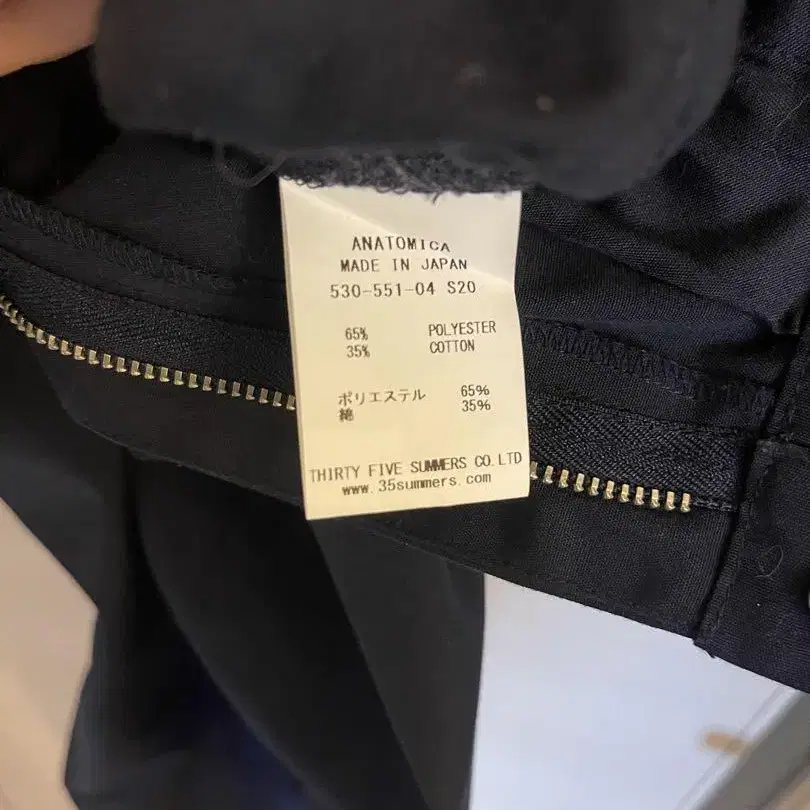 ANATOMICA
MADE IN JAPAN
530-551-04 S20
65% POLYESTER
35% COTTON
ポリエステル 65%
綿 35%
THIRTY FIVE SUMMERS CO.LTD
www.35summers.com